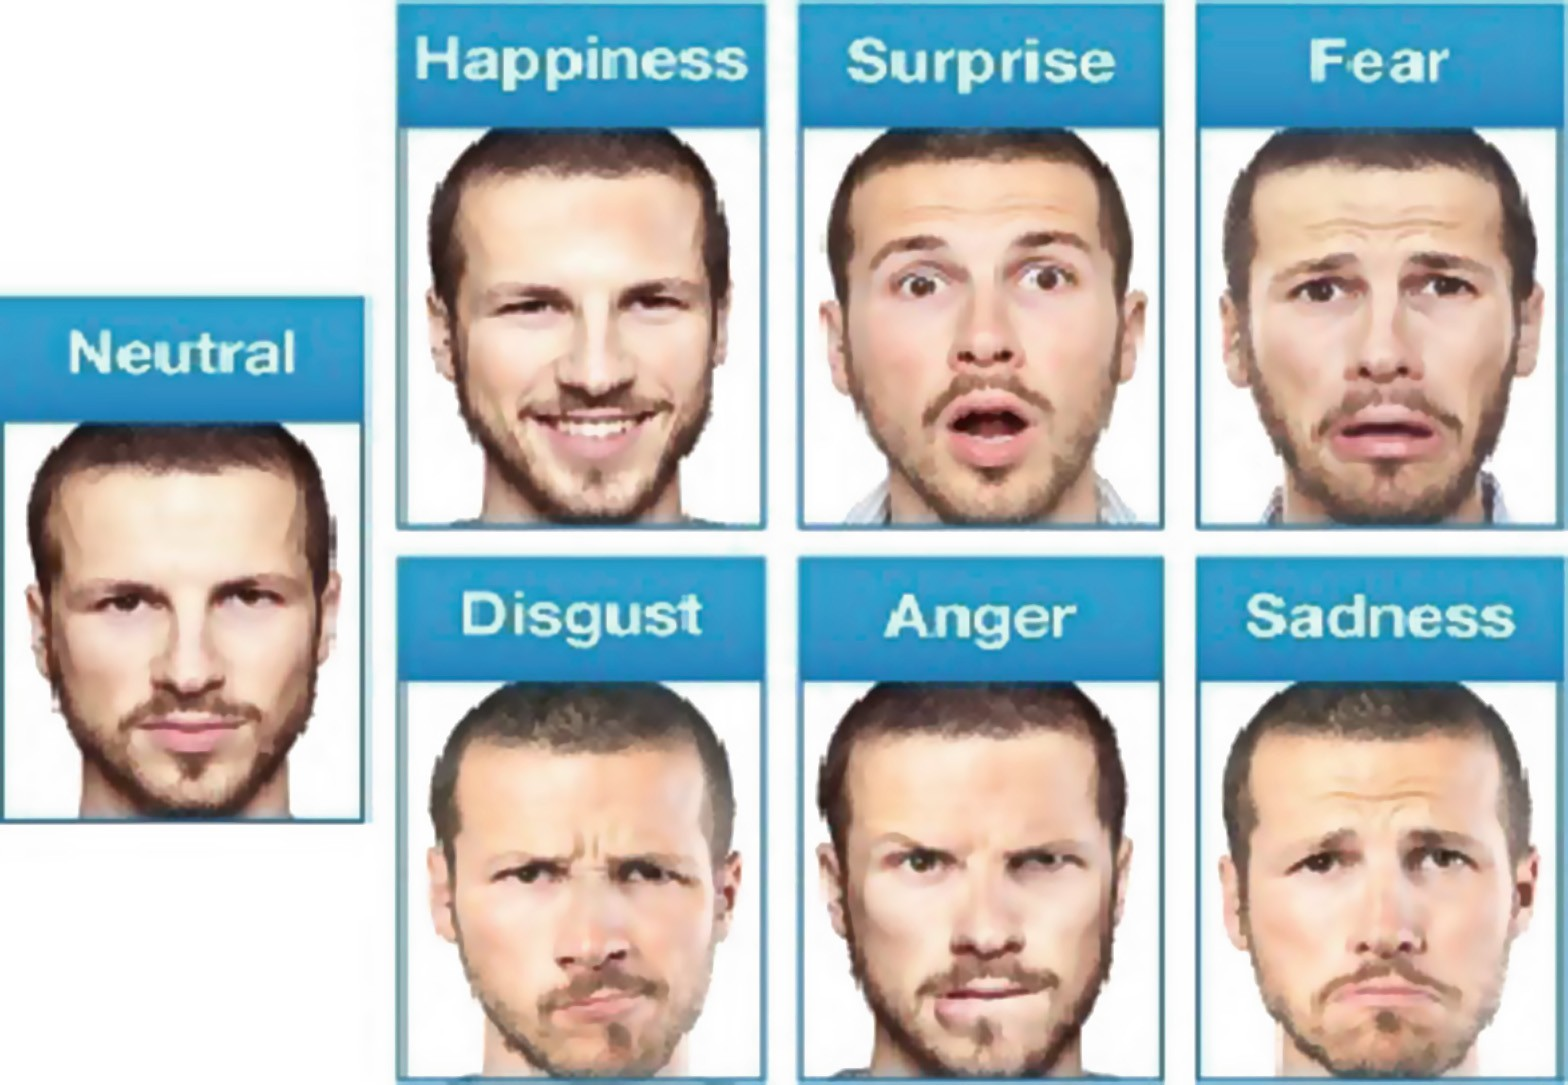 Happiness
Surprise
Fear
Neutral
Disgust
Anger
Sadness